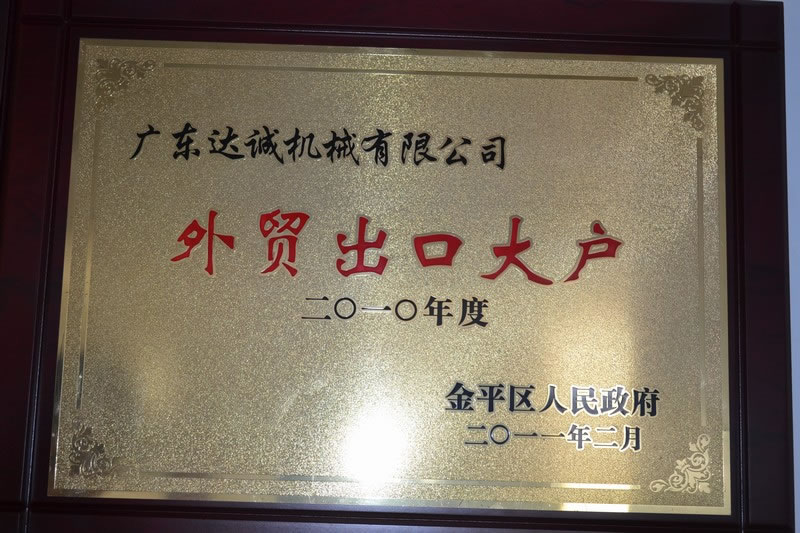 广东达诚机械有限公司
外贸出口大户
二〇一〇年度
金平区人民政府
二〇一一年二月